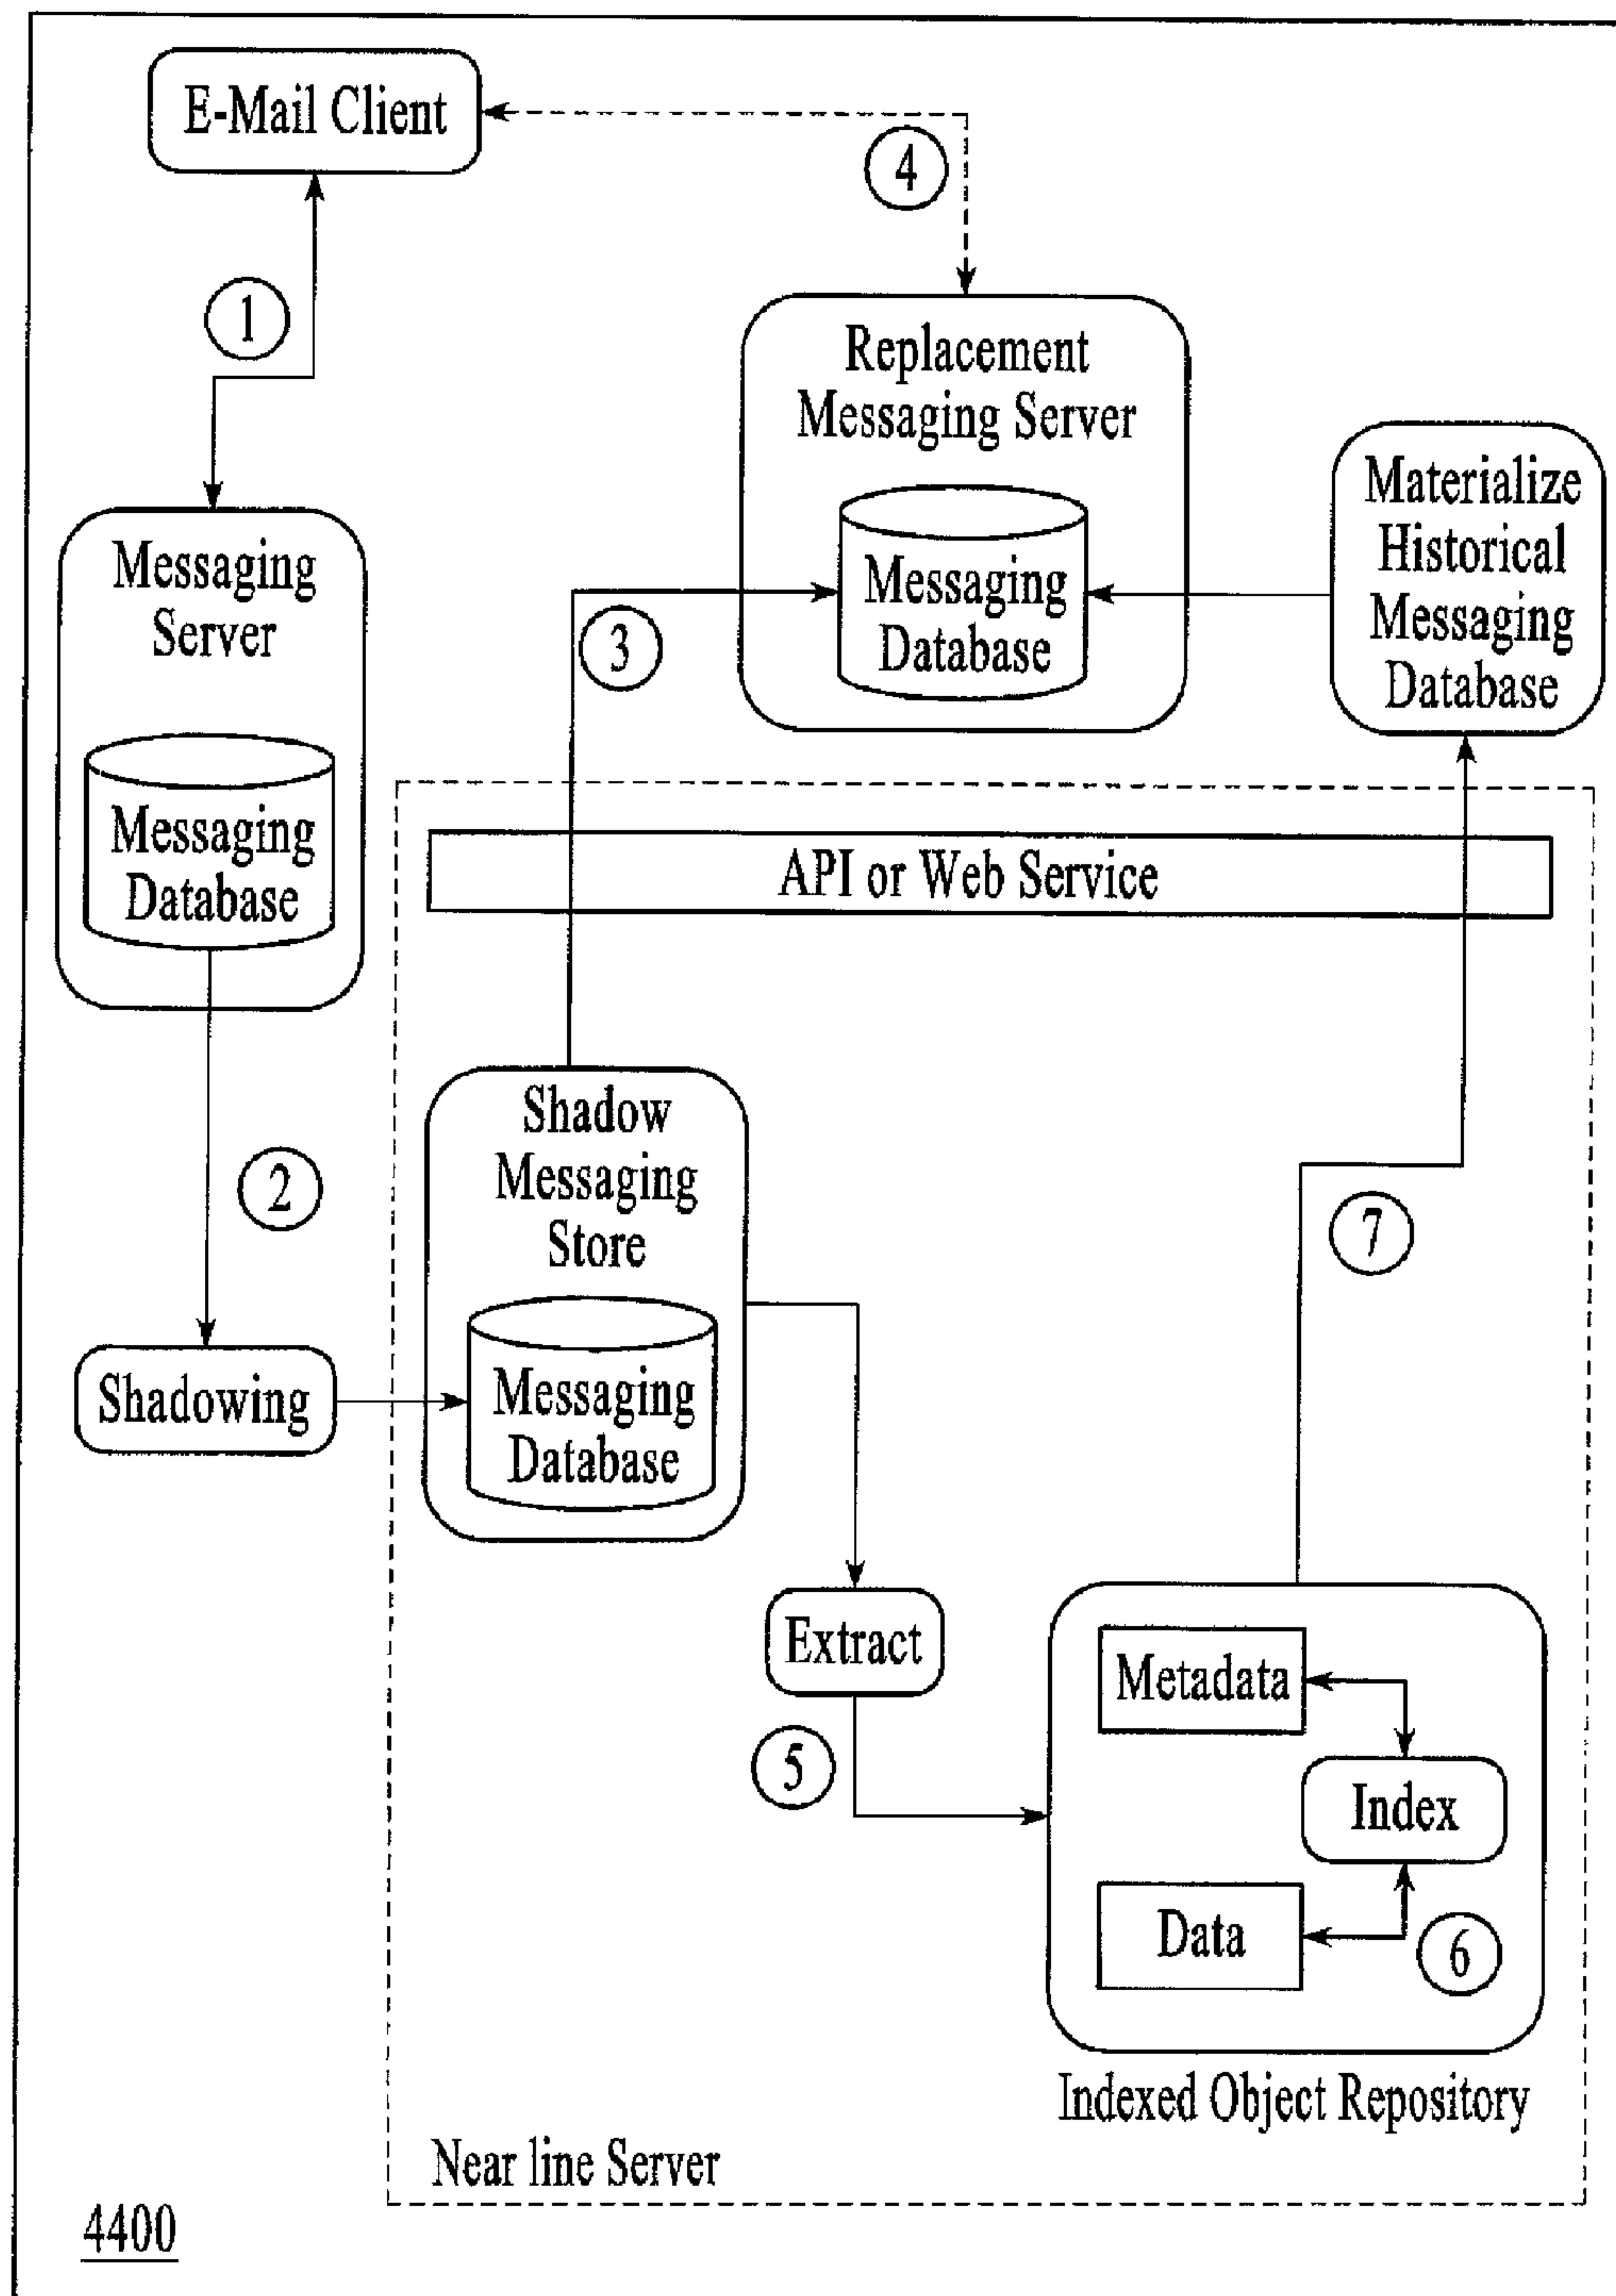 E-Mail Client
4
1
Replacement
Messaging Server
Messaging
Database
Materialize
Historical
Messaging
Database
Messaging
Server
Messaging
Database
3
API or Web Service
2
Shadow
Messaging
Store
Messaging
Database
7
Shadowing
Extract
5
Metadata
Index
Data
6
Indexed Object Repository
Near line Server
4400